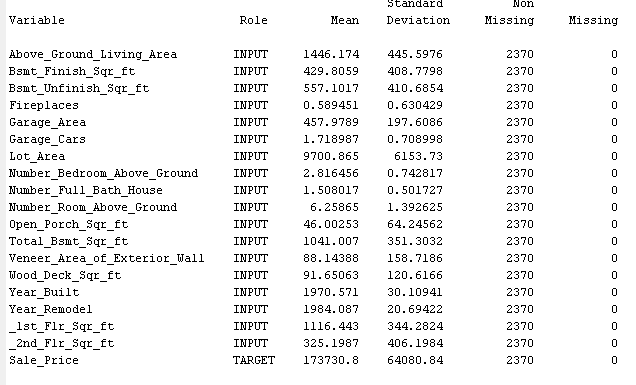 Standard Non
Variable Role Mean Deviation Missing Missing
Above_Ground_Living_Area INPUT 1446.174 445.5976 2370 0
Bsmt_Finish_Sqr_ft INPUT 429.8059 408.7798 2370 0
Bsmt_Unfinish_Sqr_ft INPUT 557.1017 410.6854 2370 0
Fireplaces INPUT 0.589451 0.630429 2370 0
Garage_Area INPUT 457.9789 197.6086 2370 0
Garage_Cars INPUT 1.718987 0.708998 2370 0
Lot_Area INPUT 9700.865 6153.73 2370 0
Number_Bedroom_Above_Ground INPUT 2.816456 0.742817 2370 0
Number_Full_Bath_House INPUT 1.508017 0.501727 2370 0
Number_Room_Above_Ground INPUT 6.25865 1.392625 2370 0
Open_Porch_Sqr_ft INPUT 46.00253 64.24562 2370 0
Total_Bsmt_Sqr_ft INPUT 1041.007 351.3032 2370 0
Veneer_Area_of_Exterior_Wall INPUT 88.14388 158.7186 2370 0
Wood_Deck_Sqr_ft INPUT 91.65063 120.6166 2370 0
Year_Built INPUT 1970.571 30.10941 2370 0
Year_Remodel INPUT 1984.087 20.69422 2370 0
_1st_Flr_Sqr_ft INPUT 1116.443 344.2824 2370 0
_2nd_Flr_Sqr_ft INPUT 325.1987 406.1984 2370 0
Sale_Price TARGET 173730.8 64080.84 2370 0